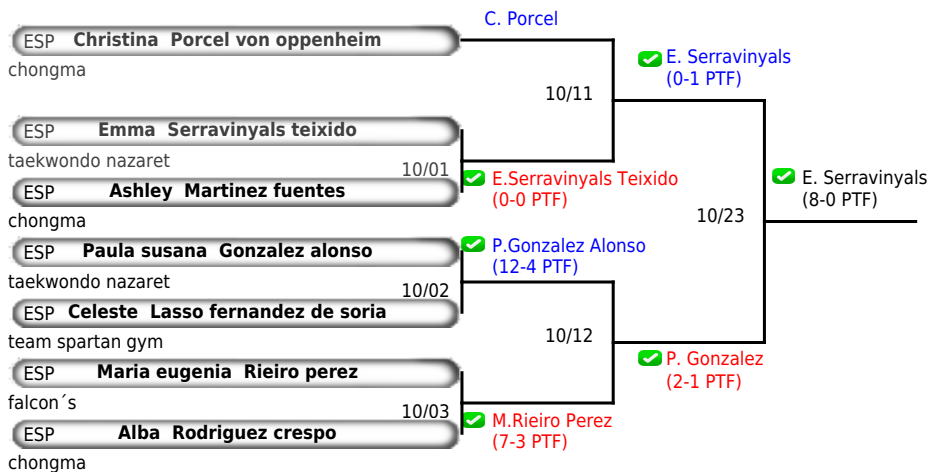 C. Porcel
ESP Christina Porcel von oppenheim
chongma
E. Serravinyals
(0-1 PTF)
10/11
ESP Emma Serravinyals teixido
taekwondo nazaret
10/01
E.Serravinyals Teixido
(0-0 PTF)
ESP Ashley Martinez fuentes
chongma
E. Serravinyals
(8-0 PTF)
10/23
ESP Paula susana Gonzalez alonso
taekwondo nazaret
P.Gonzalez Alonso
(12-4 PTF)
10/02
ESP Celeste Lasso fernandez de soria
team spartan gym
10/12
P. Gonzalez
(2-1 PTF)
ESP Maria eugenia Rieiro perez
falcon´s
10/03
M.Rieiro Perez
(7-3 PTF)
ESP Alba Rodriguez crespo
chongma